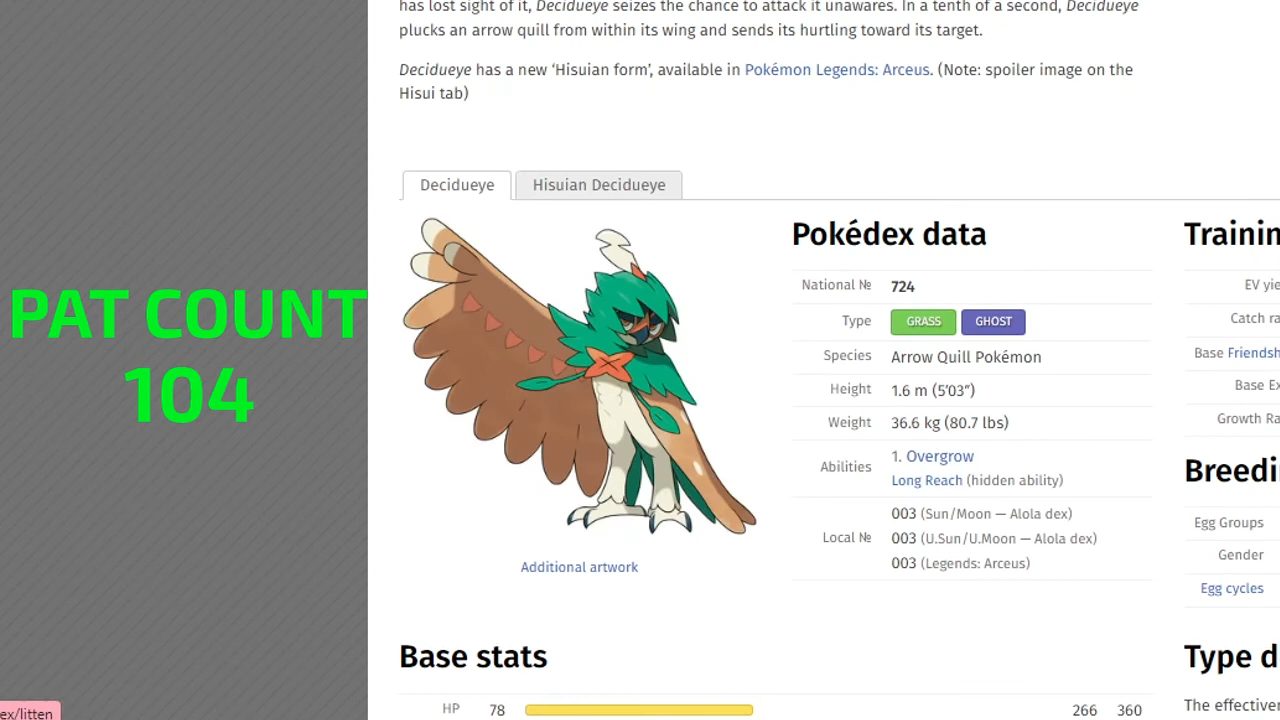 has lost sight of it, Decidueye seizes the chance to attack it unawares. In a tenth of a second, Decidueye
plucks an arrow quill from within its wing and sends its hurtling toward its target.
Decidueye has a new ‘Hisuian form’, available in Pokémon Legends: Arceus. (Note: spoiler image on the
Hisui tab)
Decidueye Hisuian Decidueye
PAT COUNT
104
Additional artwork
Pokédex data
National № 724
Type GRASS GHOST
Species Arrow Quill Pokémon
Height 1.6 m (5′03″)
Weight 36.6 kg (80.7 lbs)
Abilities 1. Overgrow
Long Reach (hidden ability)
Local № 003 (Sun/Moon — Alola dex)
003 (U.Sun/U.Moon — Alola dex)
003 (Legends: Arceus)
Trainin
EV yie
Catch ra
Base Friendsh
Base Ex
Growth Ra
Breedi
Egg Groups
Gender
Egg cycles
Base stats
HP 78 266 360
Type d
The effective
ex/litten